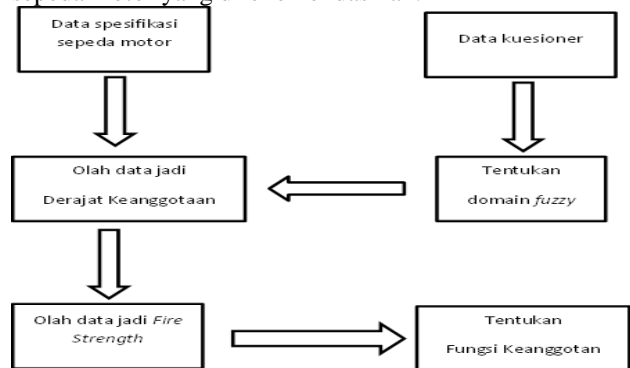 Data spesifikasi
sepeda motor
Data kuesioner
Olah data jadi
Derajat Keanggotaan
Tentukan
domain fuzzy
Olah data jadi Fire
Strength
Tentukan
Fungsi Keanggotan